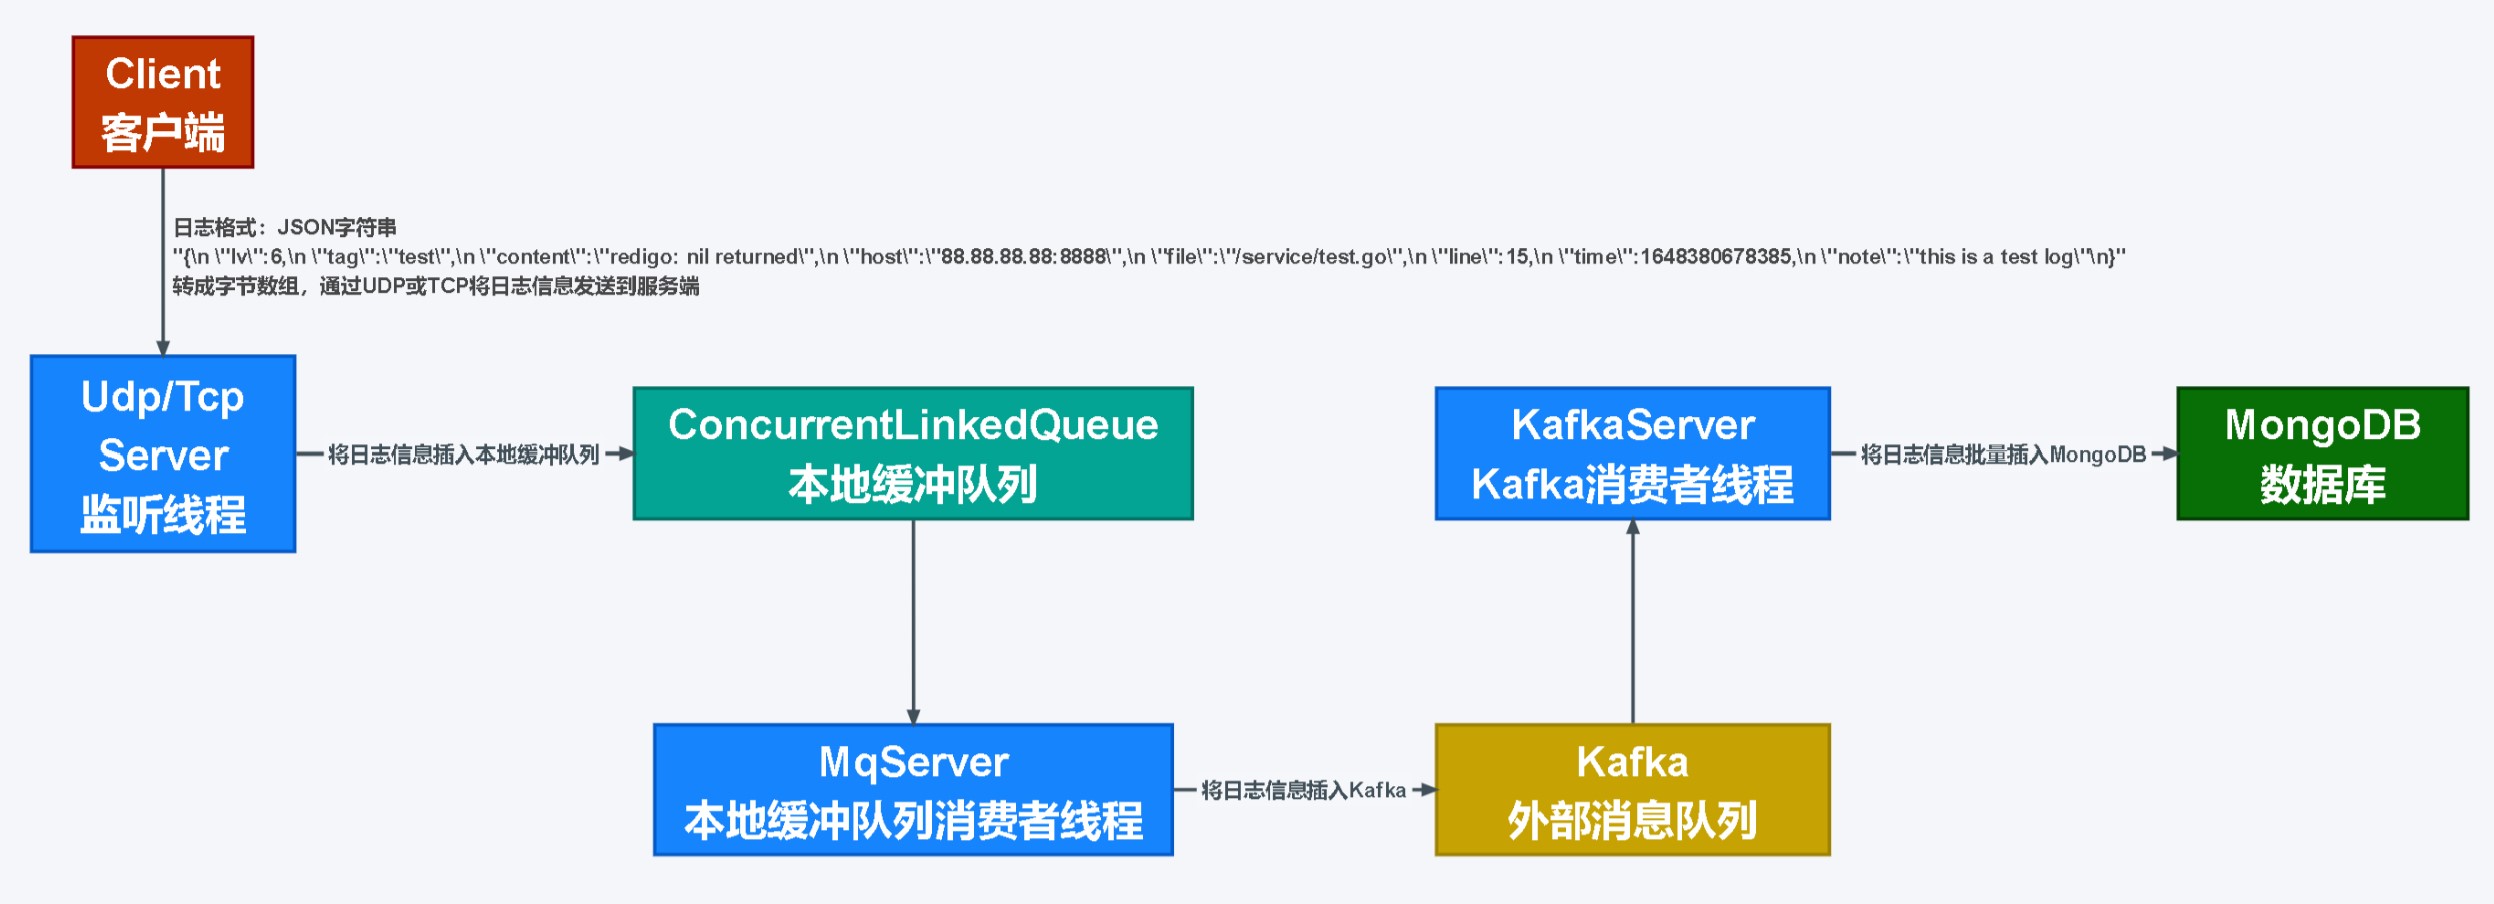 Client
客户端
日志格式：JSON字符串
"{\n \"lv\":6,\n \"tag\":\"test\",\n \"content\":\"redigo: nil returned\",\n \"host\":\"88.88.88.88:8888\",\n \"file\":\"/service/test.go\",\n \"line\":15,\n \"time\":1648380678385,\n \"note\":\"this is a test log\"\n}"
转成字节数组，通过UDP或TCP将日志信息发送到服务端
Udp/Tcp
Server
监听线程
将日志信息插入本地缓冲队列
ConcurrentLinkedQueue
本地缓冲队列
KafkaServer
Kafka消费者线程
将日志信息批量插入MongoDB
MongoDB
数据库
MqServer
本地缓冲队列消费者线程
将日志信息插入Kafka
Kafka
外部消息队列